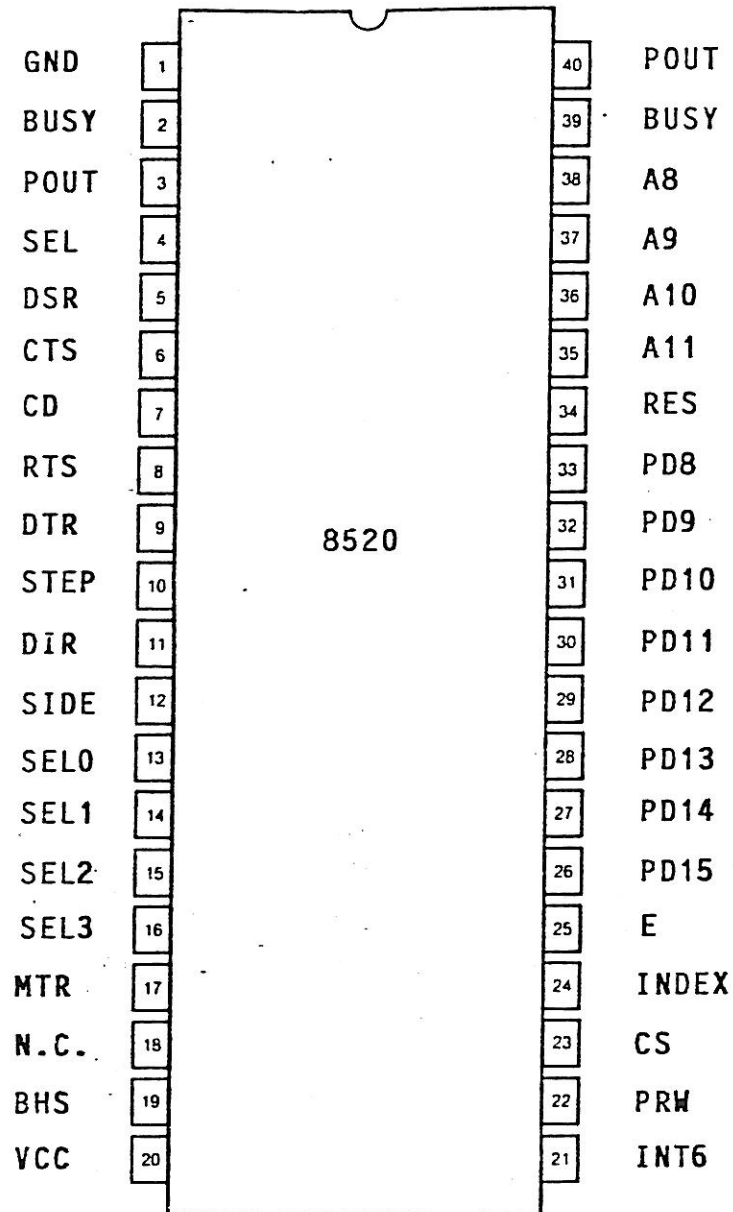 GND 1 40 POUT
BUSY 2 39 BUSY
POUT 3 38 A8
SEL 4 37 A9
DSR 5 36 A10
CTS 6 35 A11
CD 7 34 RES
RTS 8 33 PD8
DTR 9 32 PD9
8520
STEP 10 31 PD10
DIR 11 30 PD11
SIDE 12 29 PD12
SEL0 13 28 PD13
SEL1 14 27 PD14
SEL2 15 26 PD15
SEL3 16 25 E
MTR 17 24 INDEX
N.C. 18 23 CS
BHS 19 22 PRW
VCC 20 21 INT6